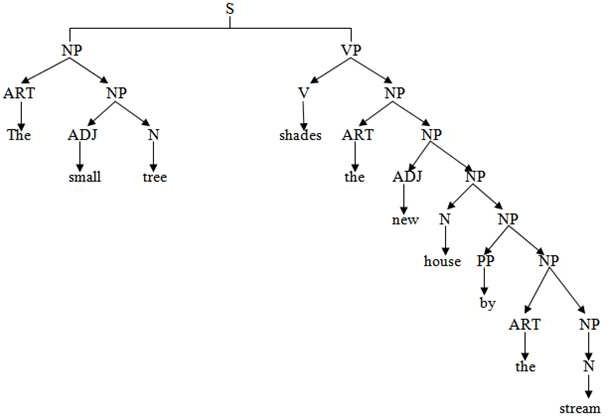 S
NP VP
ART NP V NP
The ADJ N shades ART NP
small tree the ADJ NP
new N NP
house PP NP
by
ART NP
the N
stream